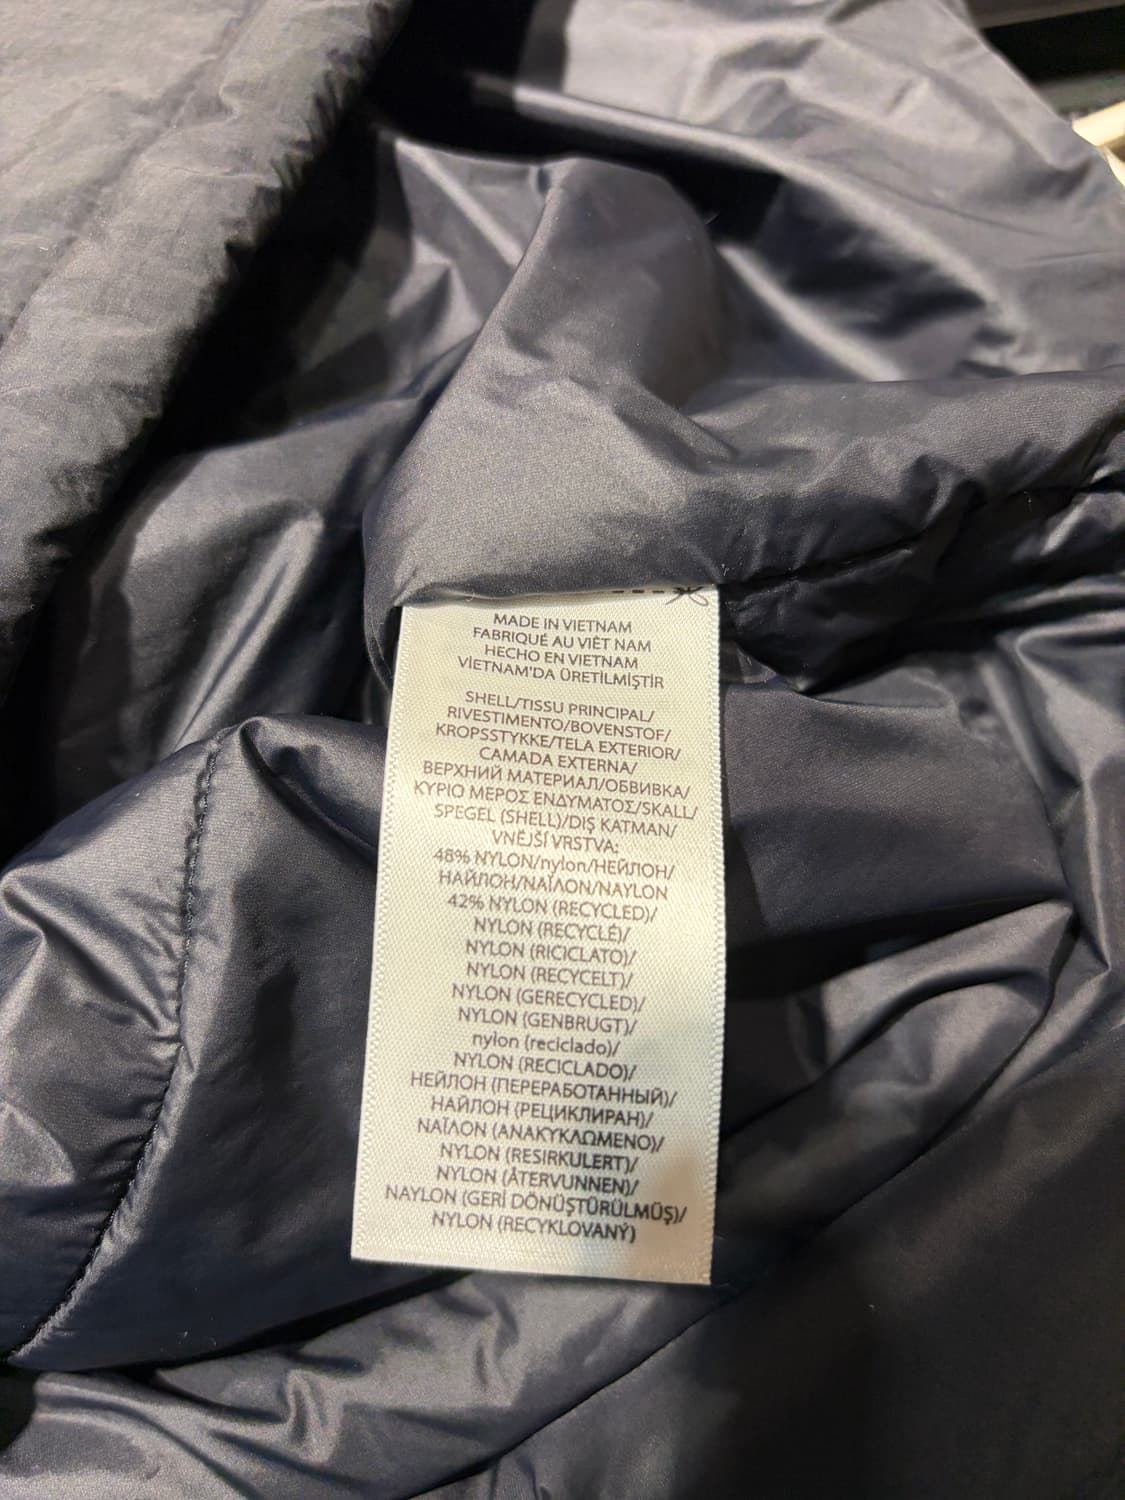 MADE IN VIETNAM
FABRIQUÉ AU VIÊT NAM
HECHO EN VIETNAM
VİETNAM'DA ÜRETİLMİŞTİR
SHELL/TISSU PRINCIPAL/
RIVESTIMENTO/BOVENSTOF/
KROPSSTYKKE/TELA EXTERIOR/
CAMADA EXTERNA/
ВЕРХНИЙ МАТЕРИАЛ/ОБВИВКА/
ΚΥΡΙΟ ΜΕΡΟΣ ΕΝΔΥΜΑΤΟΣ/SKALL/
SPEGEL (SHELL)/DIŞ KATMAN/
VNĚJŠÍ VRSTVA:
48% NYLON/nylon/НЕЙЛОН/
НАЙЛОН/ΝΑΪΛΟΝ/NAYLON
42% NYLON (RECYCLED)/
NYLON (RECYCLÉ)/
NYLON (RICICLATO)/
NYLON (RECYCELT)/
NYLON (GERECYCLED)/
NYLON (GENBRUGT)/
nylon (reciclado)/
NYLON (RECICLADO)/
НЕЙЛОН (ПЕРЕРАБОТАННЫЙ)/
НАЙЛОН (РЕЦИКЛИРАН)/
ΝΑΪΛΟΝ (ΑΝΑΚΥΚΛΩΜΕΝΟ)/
NYLON (RESIRKULERT)/
NYLON (ÅTERVUNNEN)/
NAYLON (GERİ DÖNÜŞTÜRÜLMÜŞ)/
NYLON (RECYKLOVANÝ)